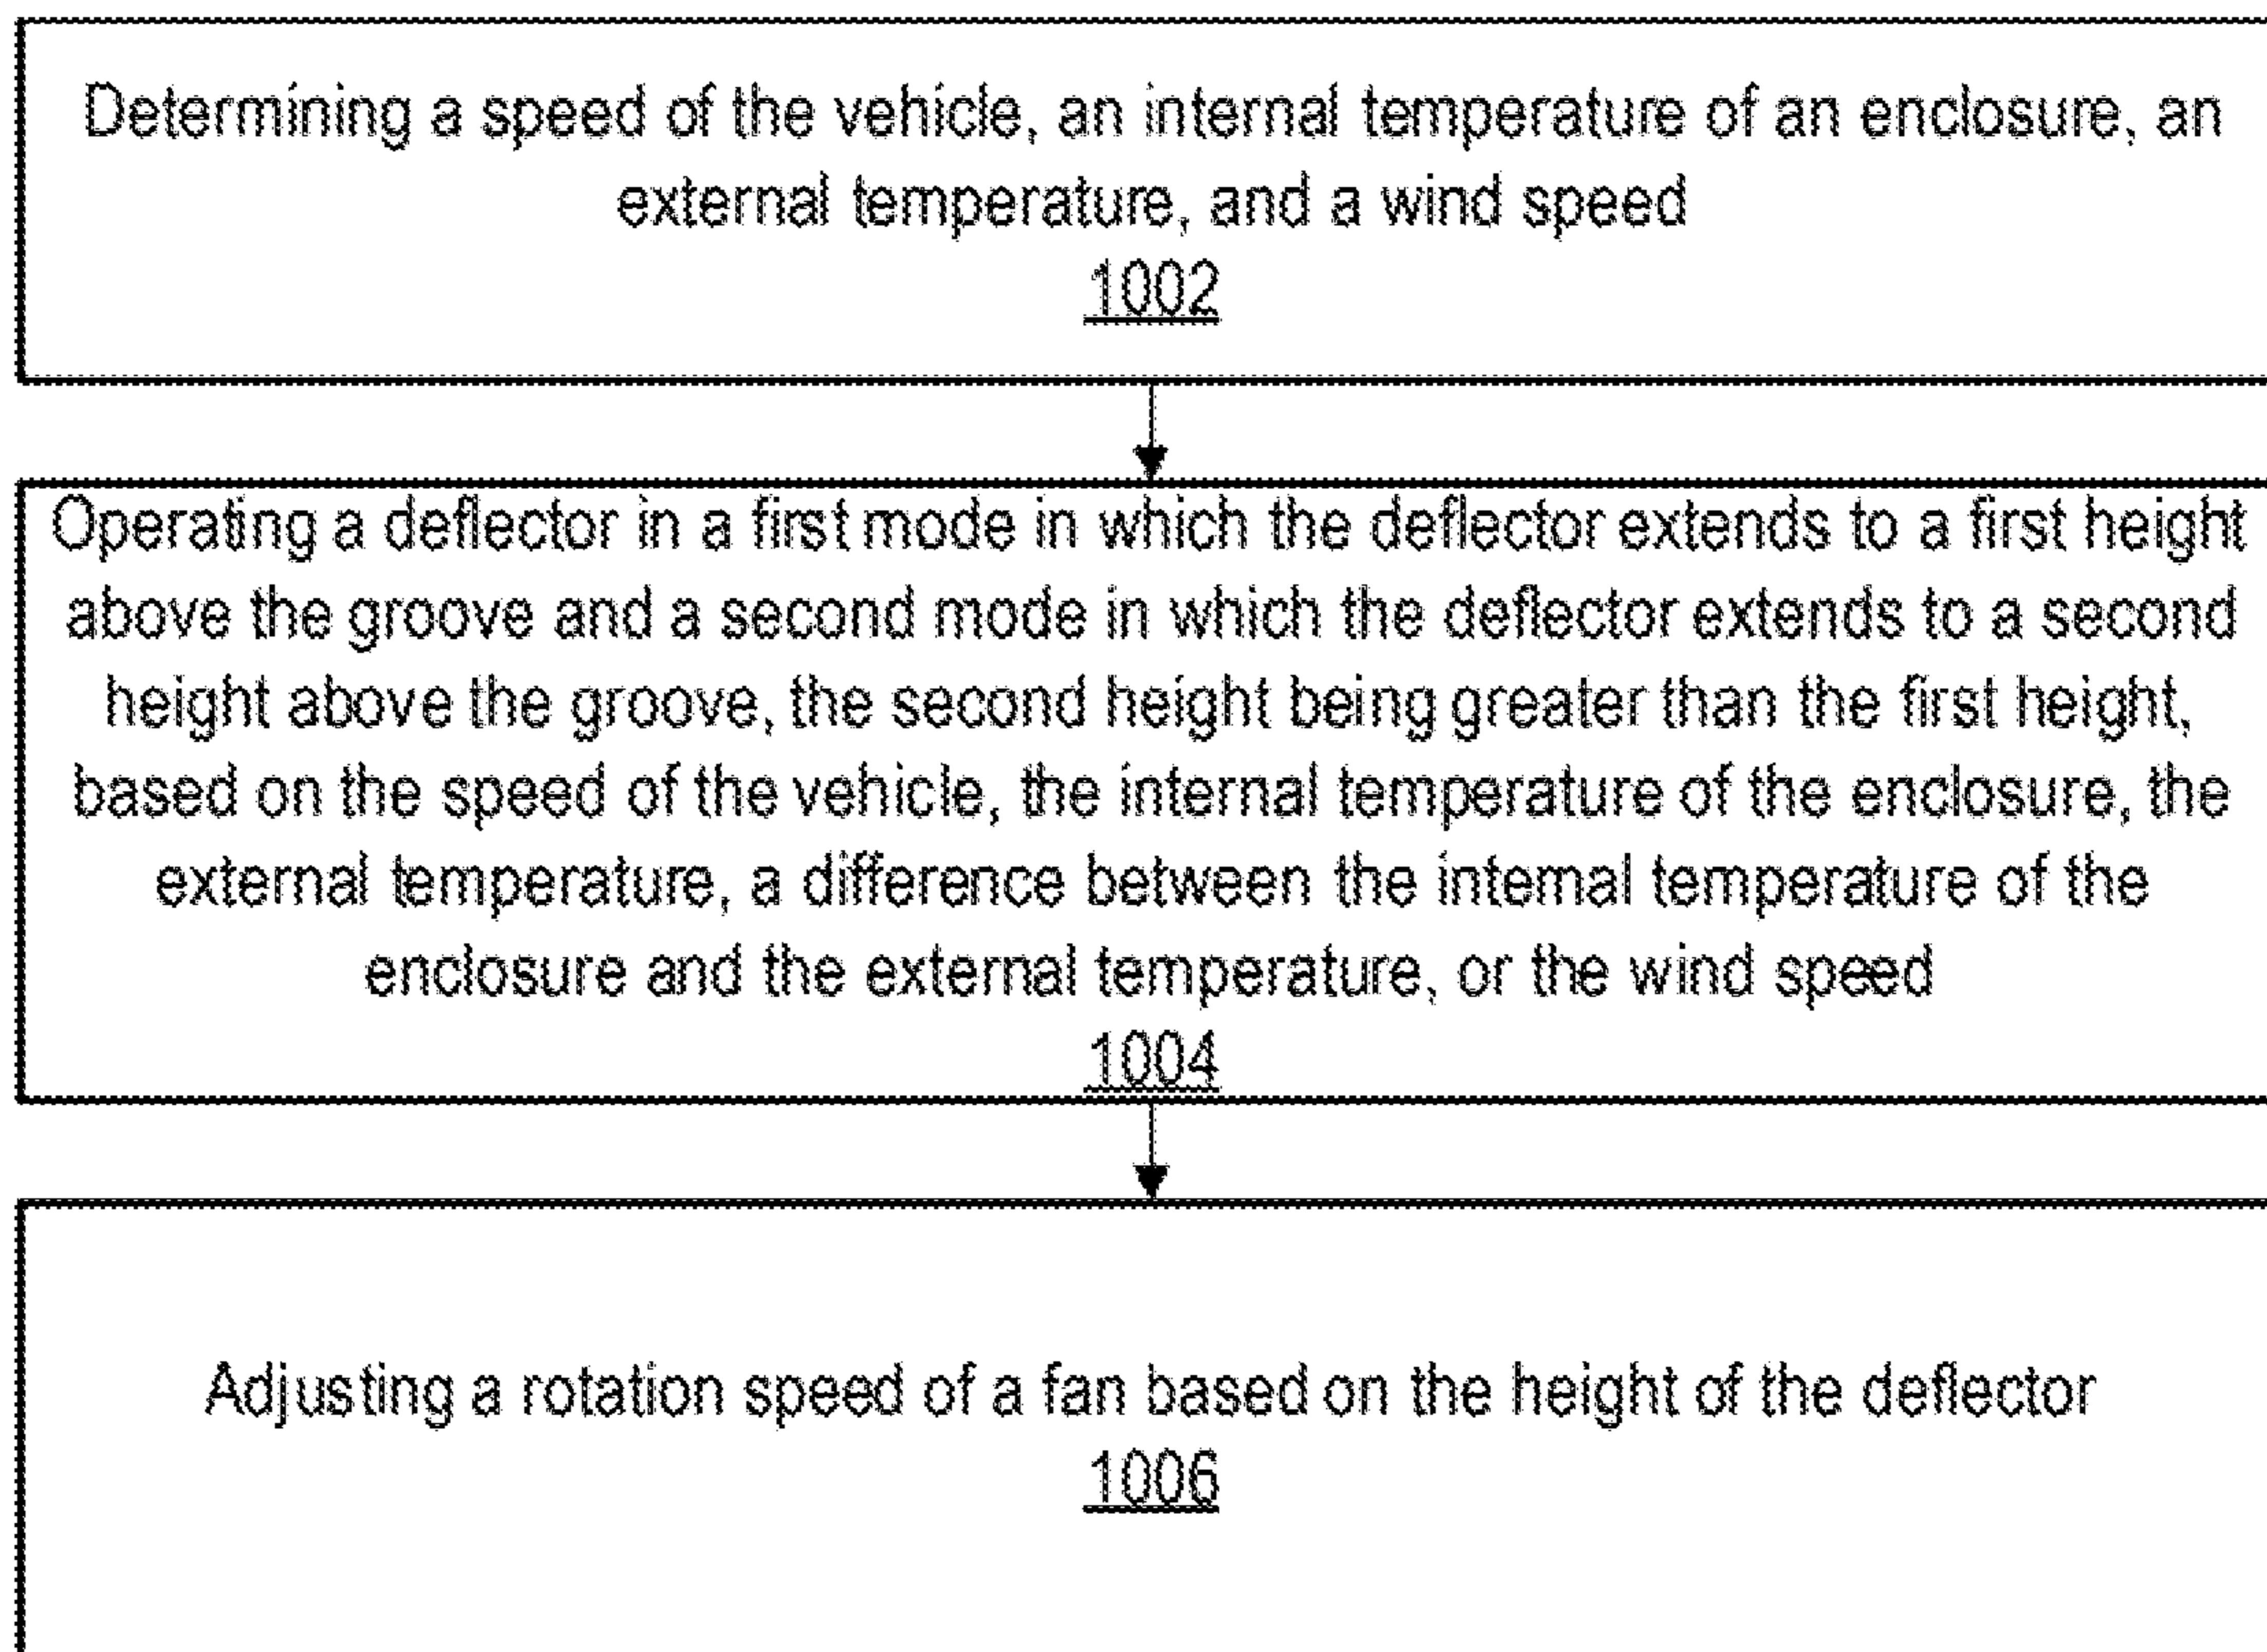 Determining a speed of the vehicle, an internal temperature of an enclosure, an
external temperature, and a wind speed
1002
Operating a deflector in a first mode in which the deflector extends to a first height
above the groove and a second mode in which the deflector extends to a second
height above the groove, the second height being greater than the first height,
based on the speed of the vehicle, the internal temperature of the enclosure, the
external temperature, a difference between the internal temperature of the
enclosure and the external temperature, or the wind speed
1004
Adjusting a rotation speed of a fan based on the height of the deflector
1006